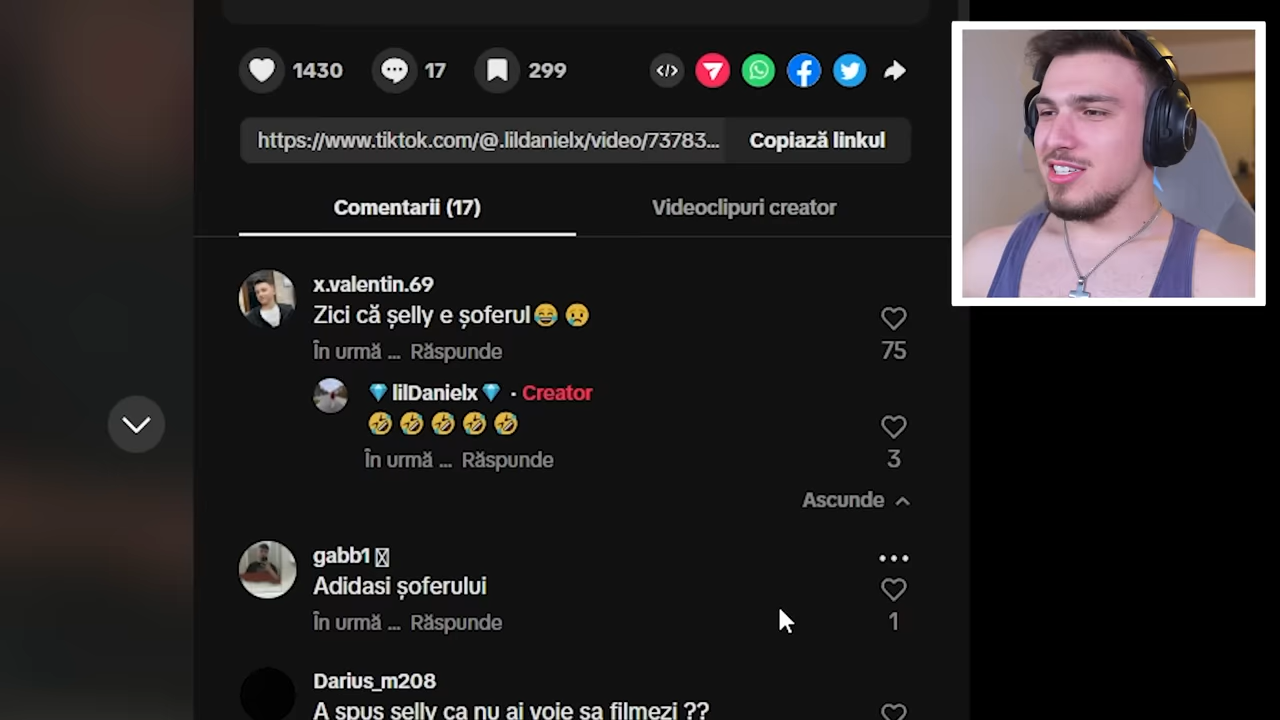 1430 17 299
https://www.tiktok.com/@.lildanielx/video/73783... Copiază linkul
Comentarii (17) Videoclipuri creator
x.valentin.69
Zici că șelly e șoferul😂 😥
75
În urmă ... Răspunde
💎 lilDanielx 💎 · Creator
🤣 🤣 🤣 🤣 🤣
3
În urmă ... Răspunde
Ascunde
gabb1
Adidasi șoferului
1
În urmă ... Răspunde
Darius_m208
A spus selly ca nu ai voie sa filmezi ??